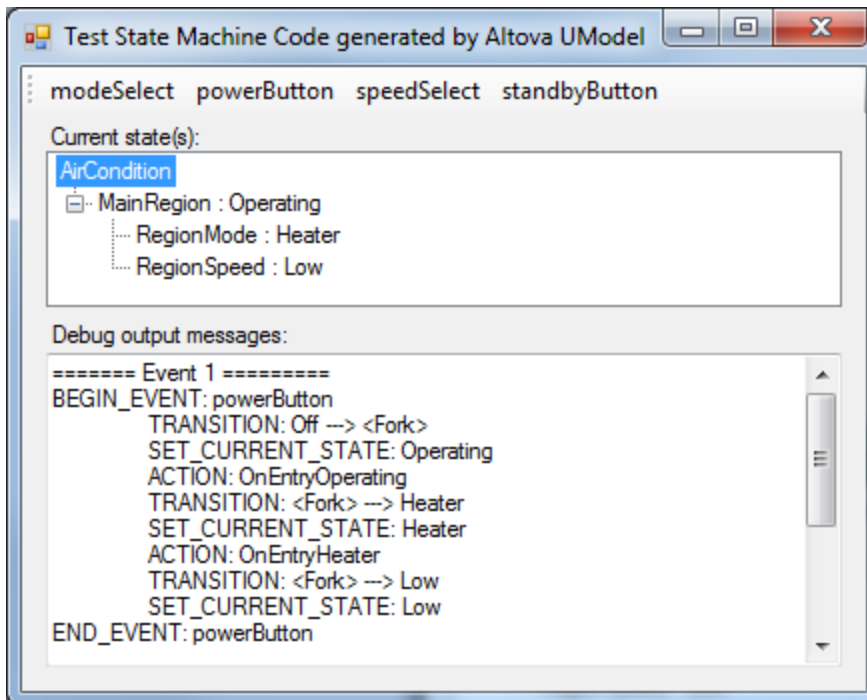 Test State Machine Code generated by Altova UModel
modeSelect powerButton speedSelect standbyButton
Current state(s):
AirCondition
MainRegion : Operating
RegionMode : Heater
RegionSpeed : Low
Debug output messages:
======= Event 1 =========
BEGIN_EVENT: powerButton
TRANSITION: Off ---> <Fork>
SET_CURRENT_STATE: Operating
ACTION: OnEntryOperating
TRANSITION: <Fork> ---> Heater
SET_CURRENT_STATE: Heater
ACTION: OnEntryHeater
TRANSITION: <Fork> ---> Low
SET_CURRENT_STATE: Low
END_EVENT: powerButton